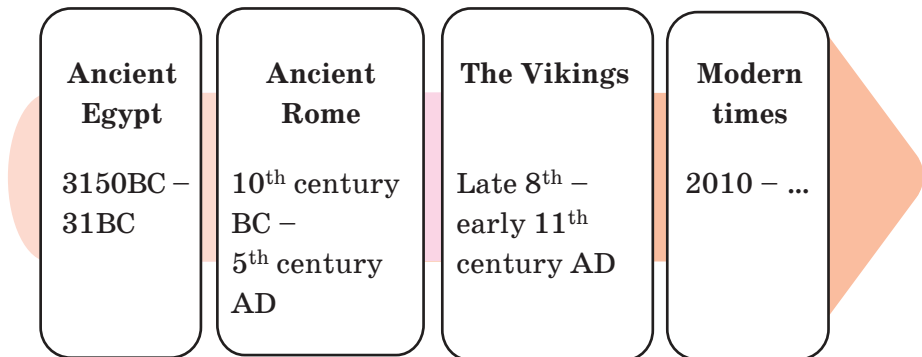 Ancient
Egypt
3150BC –
31BC
Ancient
Rome
10th century
BC –
5th century
AD
The Vikings
Late 8th –
early 11th
century AD
Modern
times
2010 – ...